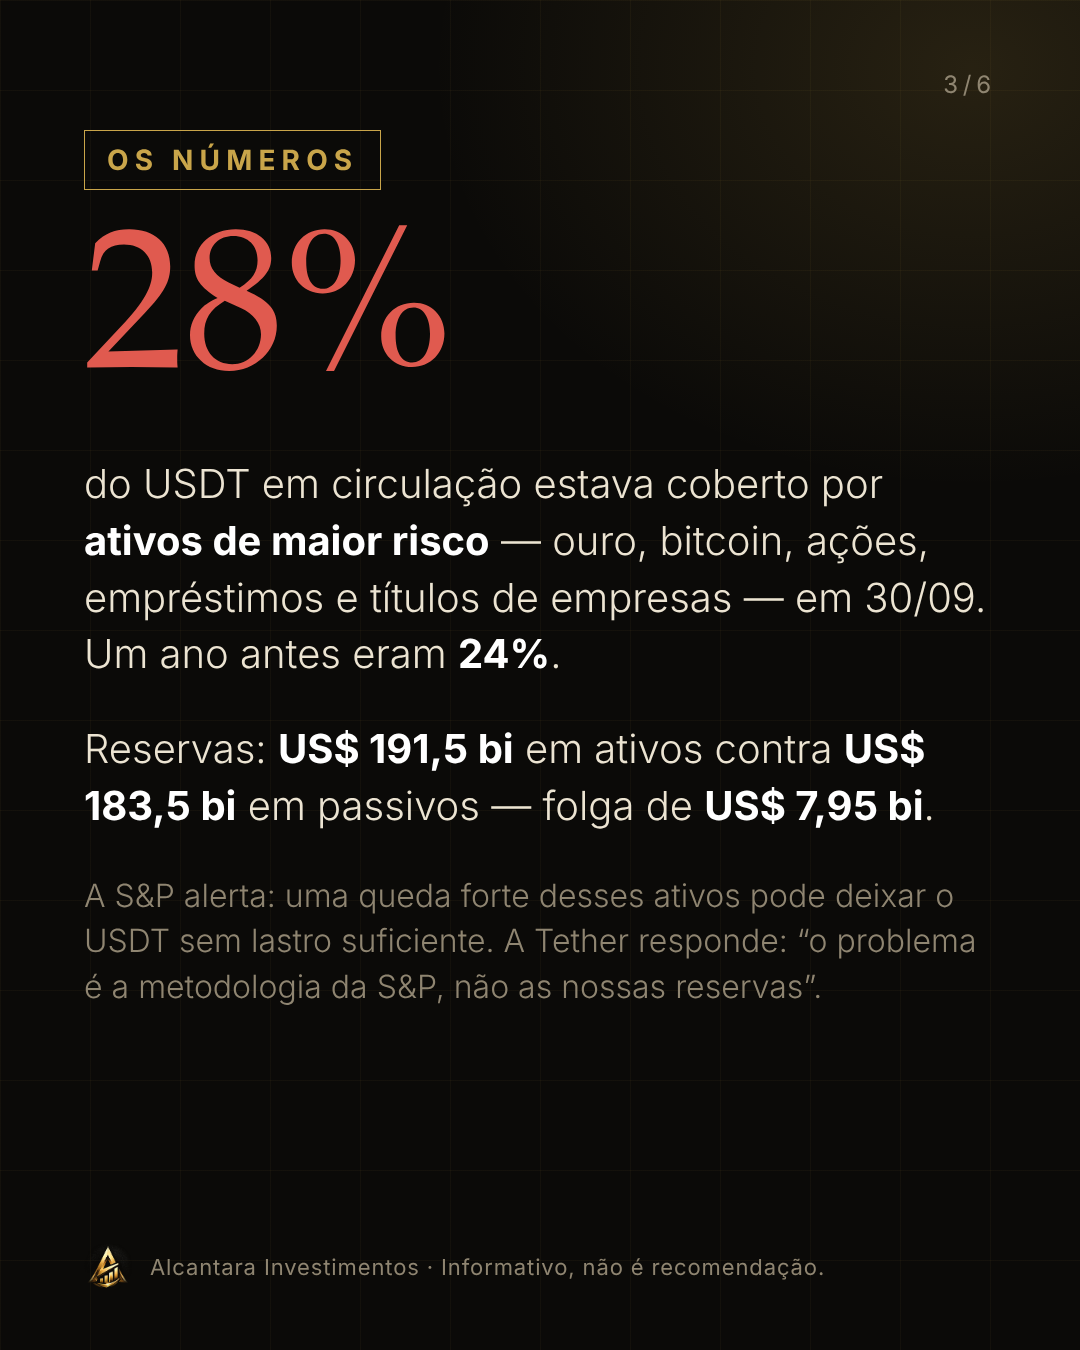 3/6
OS NÚMEROS
28%
do USDT em circulação estava coberto por
ativos de maior risco — ouro, bitcoin, ações,
empréstimos e títulos de empresas — em 30/09.
Um ano antes eram 24%.
Reservas: US$ 191,5 bi em ativos contra US$
183,5 bi em passivos — folga de US$ 7,95 bi.
A S&P alerta: uma queda forte desses ativos pode deixar o
USDT sem lastro suficiente. A Tether responde: “o problema
é a metodologia da S&P, não as nossas reservas”.
Alcantara Investimentos · Informativo, não é recomendação.